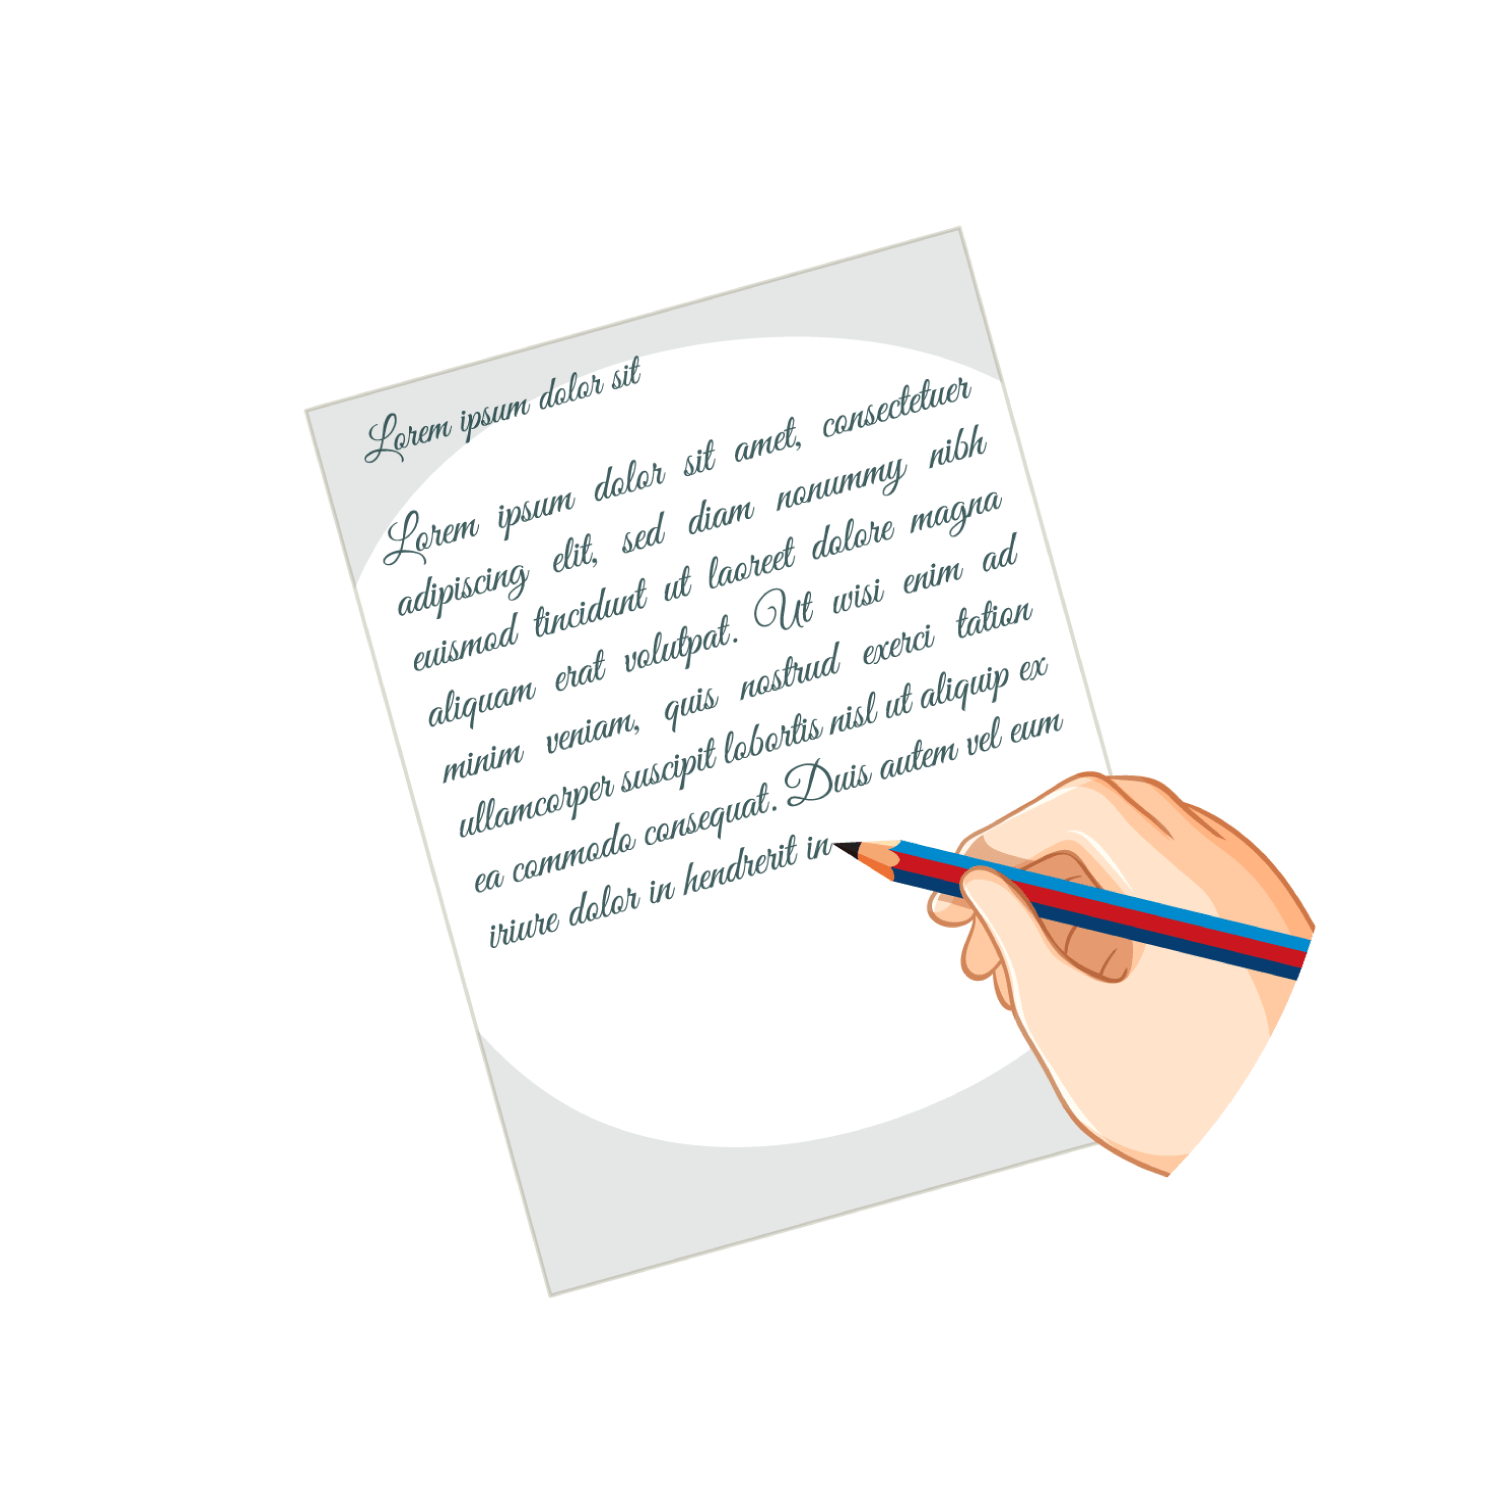 Lorem ipsum dolor sit
Lorem ipsum dolor sit amet, consectetuer
adipiscing elit, sed diam nonummy nibh
euismod tincidunt ut laoreet dolore magna
aliquam erat volutpat. Ut wisi enim ad
minim veniam, quis nostrud exerci tation
ullamcorper suscipit lobortis nisl ut aliquip ex
ea commodo consequat. Duis autem vel eum
iriure dolor in hendrerit in